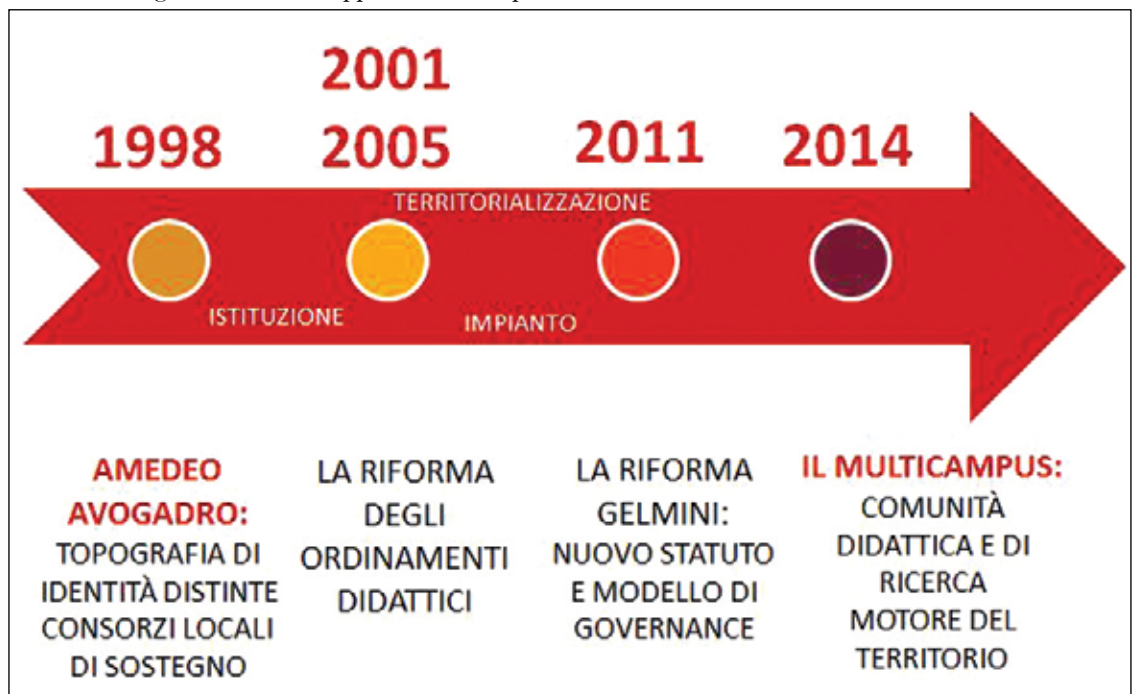 1998
2001
2005
2011
2014
TERRITORIALIZZAZIONE
ISTITUZIONE
IMPIANTO
AMEDEO
AVOGADRO:
TOPOGRAFIA DI
IDENTITÀ DISTINTE
CONSORZI LOCALI
DI SOSTEGNO
LA RIFORMA
DEGLI
ORDINAMENTI
DIDATTICI
LA RIFORMA
GELMINI:
NUOVO STATUTO
E MODELLO DI
GOVERNANCE
IL MULTICAMPUS:
COMUNITÀ
DIDATTICA E DI
RICERCA
MOTORE DEL
TERRITORIO